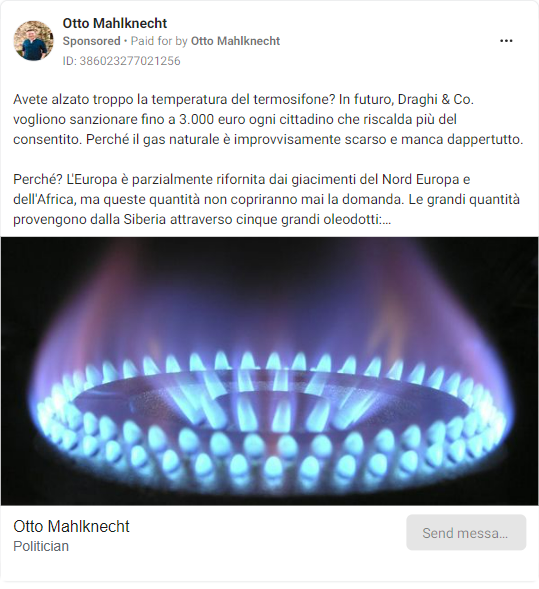 Otto Mahlknecht
Sponsored • Paid for by Otto Mahlknecht
ID: 386023277021256
Avete alzato troppo la temperatura del termosifone? In futuro, Draghi & Co.
vogliono sanzionare fino a 3.000 euro ogni cittadino che riscalda più del
consentito. Perché il gas naturale è improvvisamente scarso e manca dappertutto.
Perché? L'Europa è parzialmente rifornita dai giacimenti del Nord Europa e
dell'Africa, ma queste quantità non copriranno mai la domanda. Le grandi quantità
provengono dalla Siberia attraverso cinque grandi oleodotti:...
Otto Mahlknecht
Politician
Send messa...